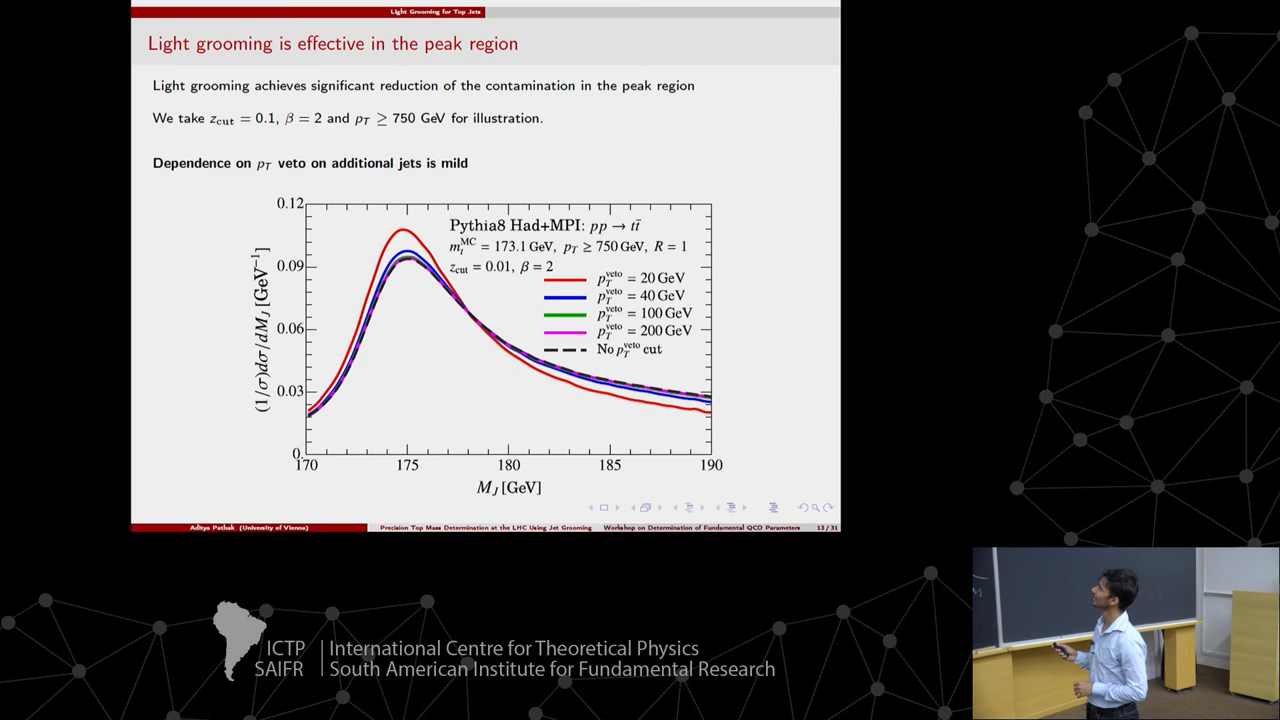 Light Grooming for Top Jets
Light grooming is effective in the peak region
Light grooming achieves significant reduction of the contamination in the peak region
We take z_cut = 0.1, β = 2 and p_T ≥ 750 GeV for illustration.
Dependence on p_T veto on additional jets is mild
0.12
0.09
0.06
0.03
0.
(1/σ)dσ/dM_J [GeV⁻¹]
Pythia8 Had+MPI: pp → tt̄
m_t^MC = 173.1 GeV, p_T ≥ 750 GeV, R = 1
z_cut = 0.01, β = 2
p_T^veto = 20 GeV
p_T^veto = 40 GeV
p_T^veto = 100 GeV
p_T^veto = 200 GeV
No p_T^veto cut
170 175 180 185 190
M_J [GeV]
Aditya Pathak (University of Vienna) Precision Top Mass Determination at the LHC Using Jet Grooming Workshop on Determination of Fundamental QCD Parameters 13 / 31
ICTP International Centre for Theoretical Physics
SAIFR South American Institute for Fundamental Research